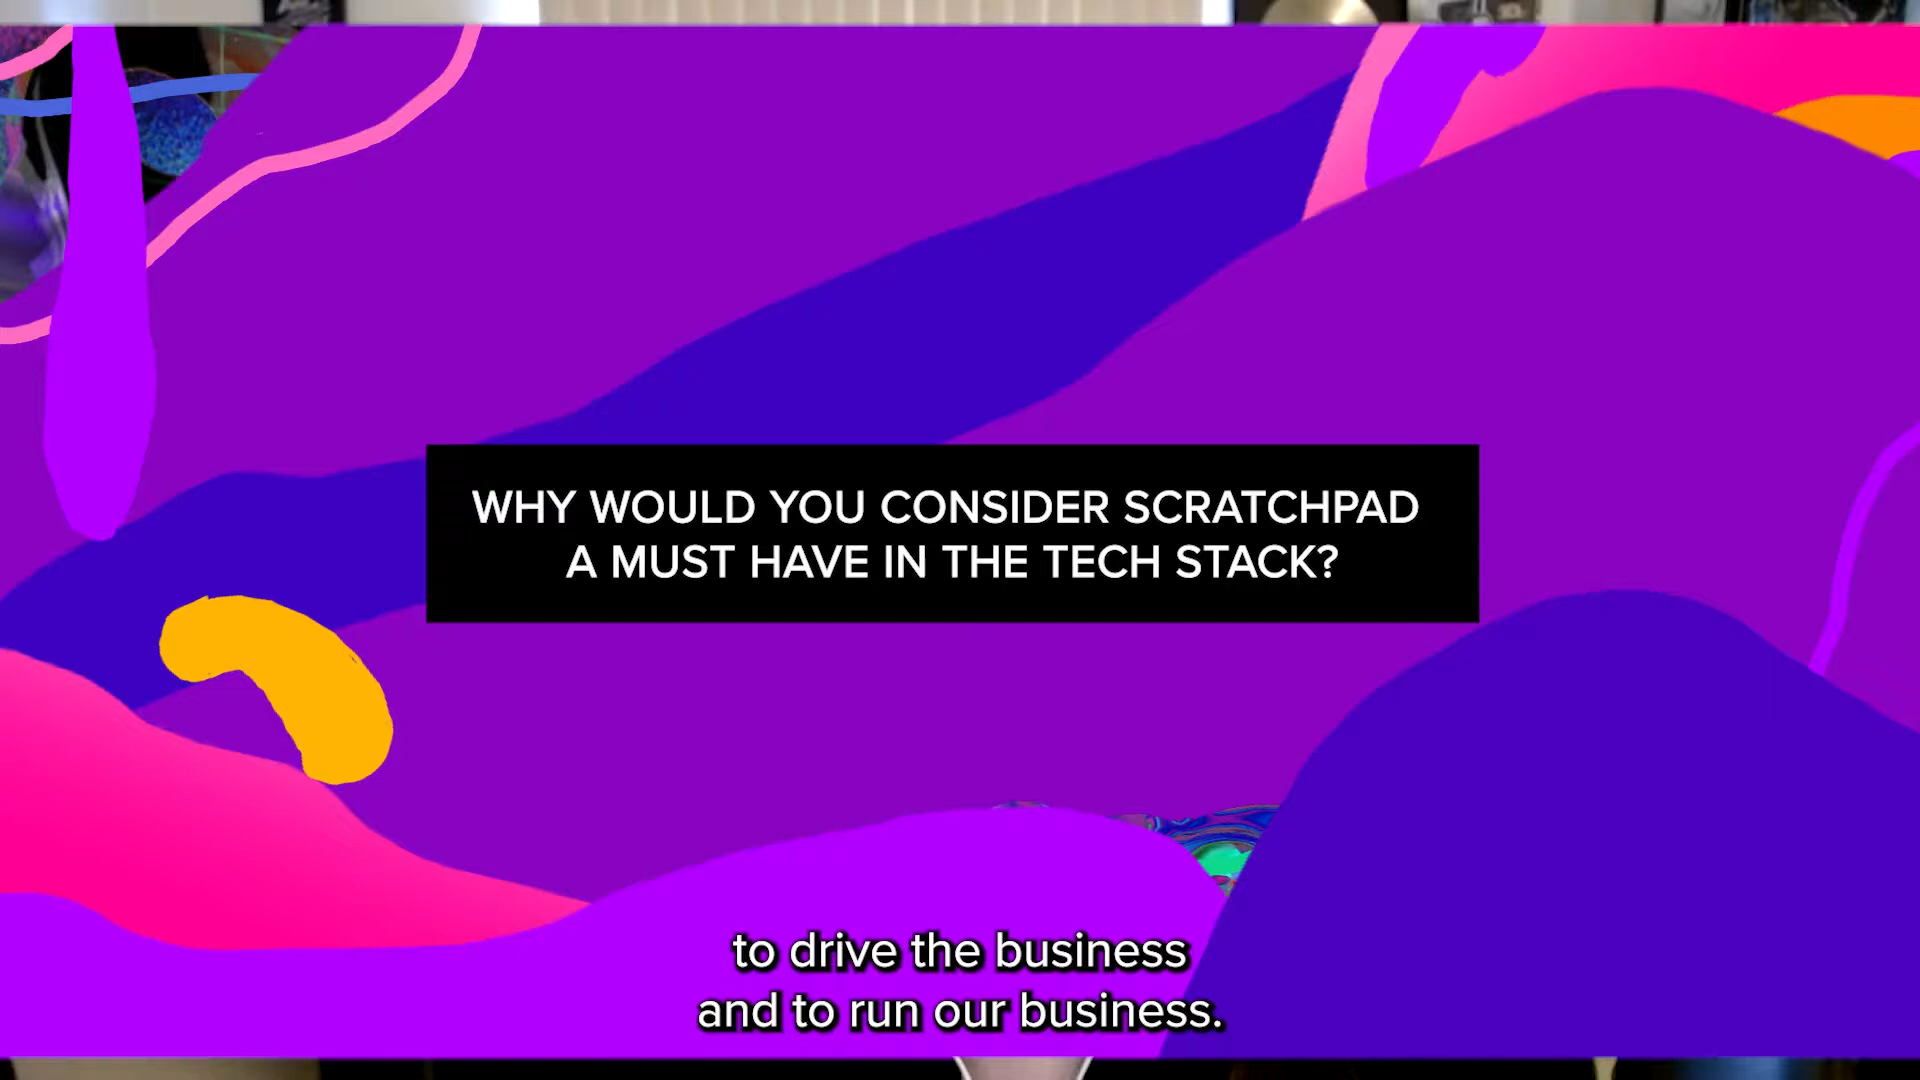 WHY WOULD YOU CONSIDER SCRATCHPAD
A MUST HAVE IN THE TECH STACK?
to drive the business
and to run our business.